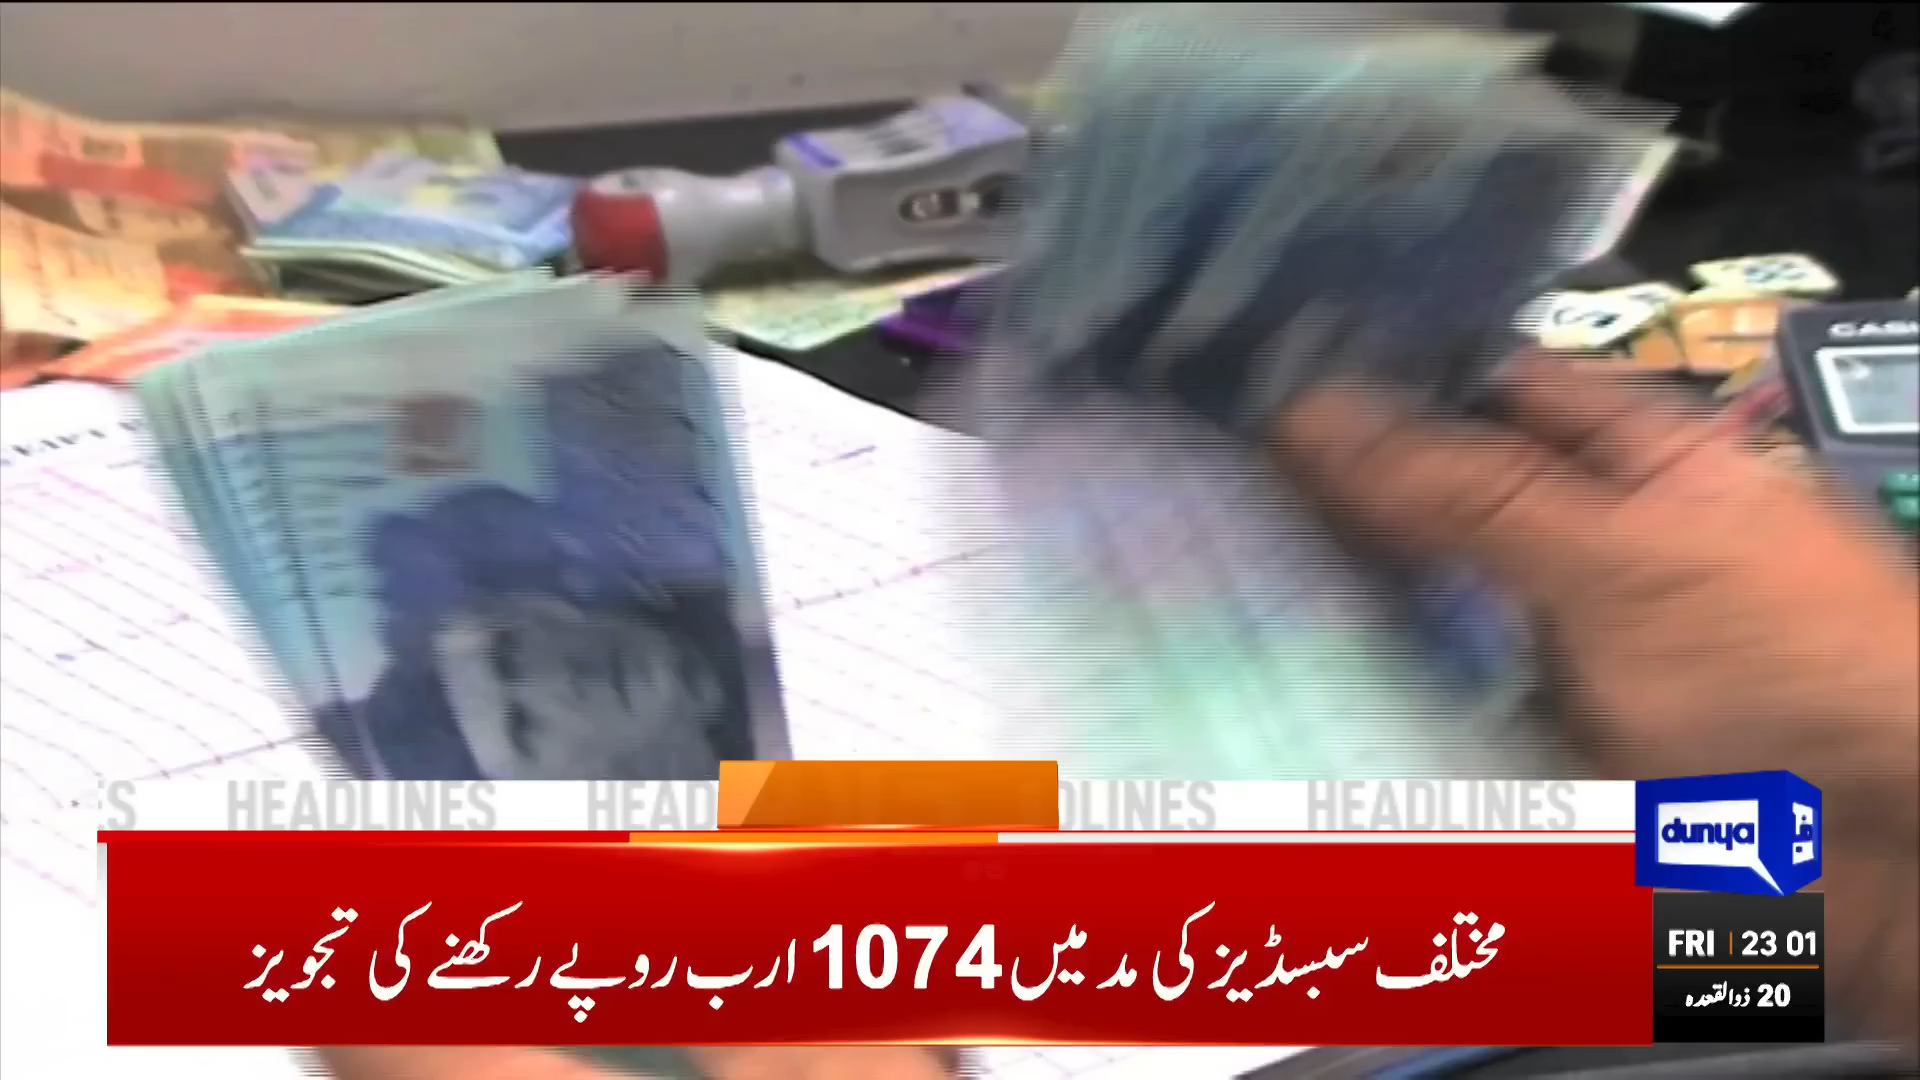 CASI
HEADLINES HEADLINES
HEADLINES
dunya
مختلف سبسڈیز کی مد میں 1074 ارب روپے رکھنے کی تجویز
FRI 23 01
20 ذوالقعدہ